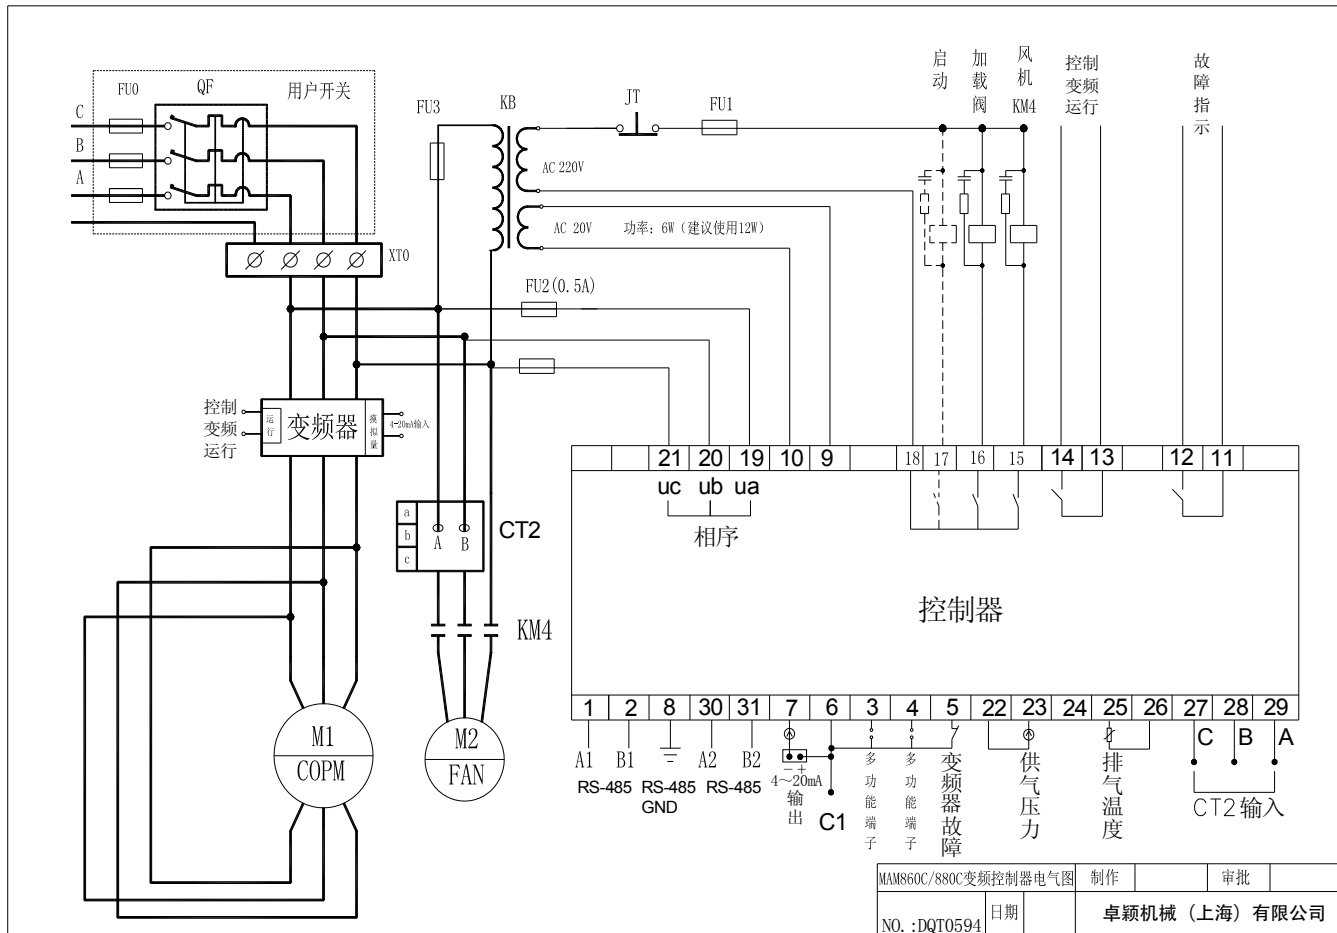 FU0
QF
用户开关
C
B
A
XT0
FU3
KB
JT
FU1
AC 220V
AC 20V
功率: 6W (建议使用12W)
FU2(0.5A)
启动
加载阀
风机
KM4
控制
变频
运行
故障指示
控制
变频
运行
运行
变频器
模拟量
4-20mA输入
a
b
c
A
B
CT2
KM4
M1
COPM
M2
FAN
21 20 19 10 9 18 17 16 15 14 13 12 11
uc ub ua
相序
控制器
1 2 8 30 31 7 6 3 4 5 22 23 24 25 26 27 28 29
A1 B1 A2 B2
RS-485 RS-485 RS-485
GND
- +
4～20mA
输出
C1
多功能端子
多功能端子
变频器故障
供气压力
排气温度
C B A
CT2输入
MAM860C/880C变频控制器电气图 制作 审批
NO.:DQT0594 日期 卓颖机械（上海）有限公司